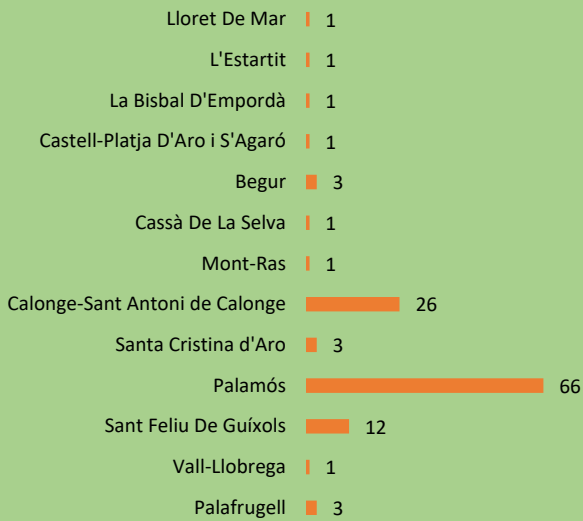 Lloret De Mar 1
L'Estartit 1
La Bisbal D'Empordà 1
Castell-Platja D'Aro i S'Agaró 1
Begur 3
Cassà De La Selva 1
Mont-Ras 1
Calonge-Sant Antoni de Calonge 26
Santa Cristina d'Aro 3
Palamós 66
Sant Feliu De Guíxols 12
Vall-Llobrega 1
Palafrugell 3